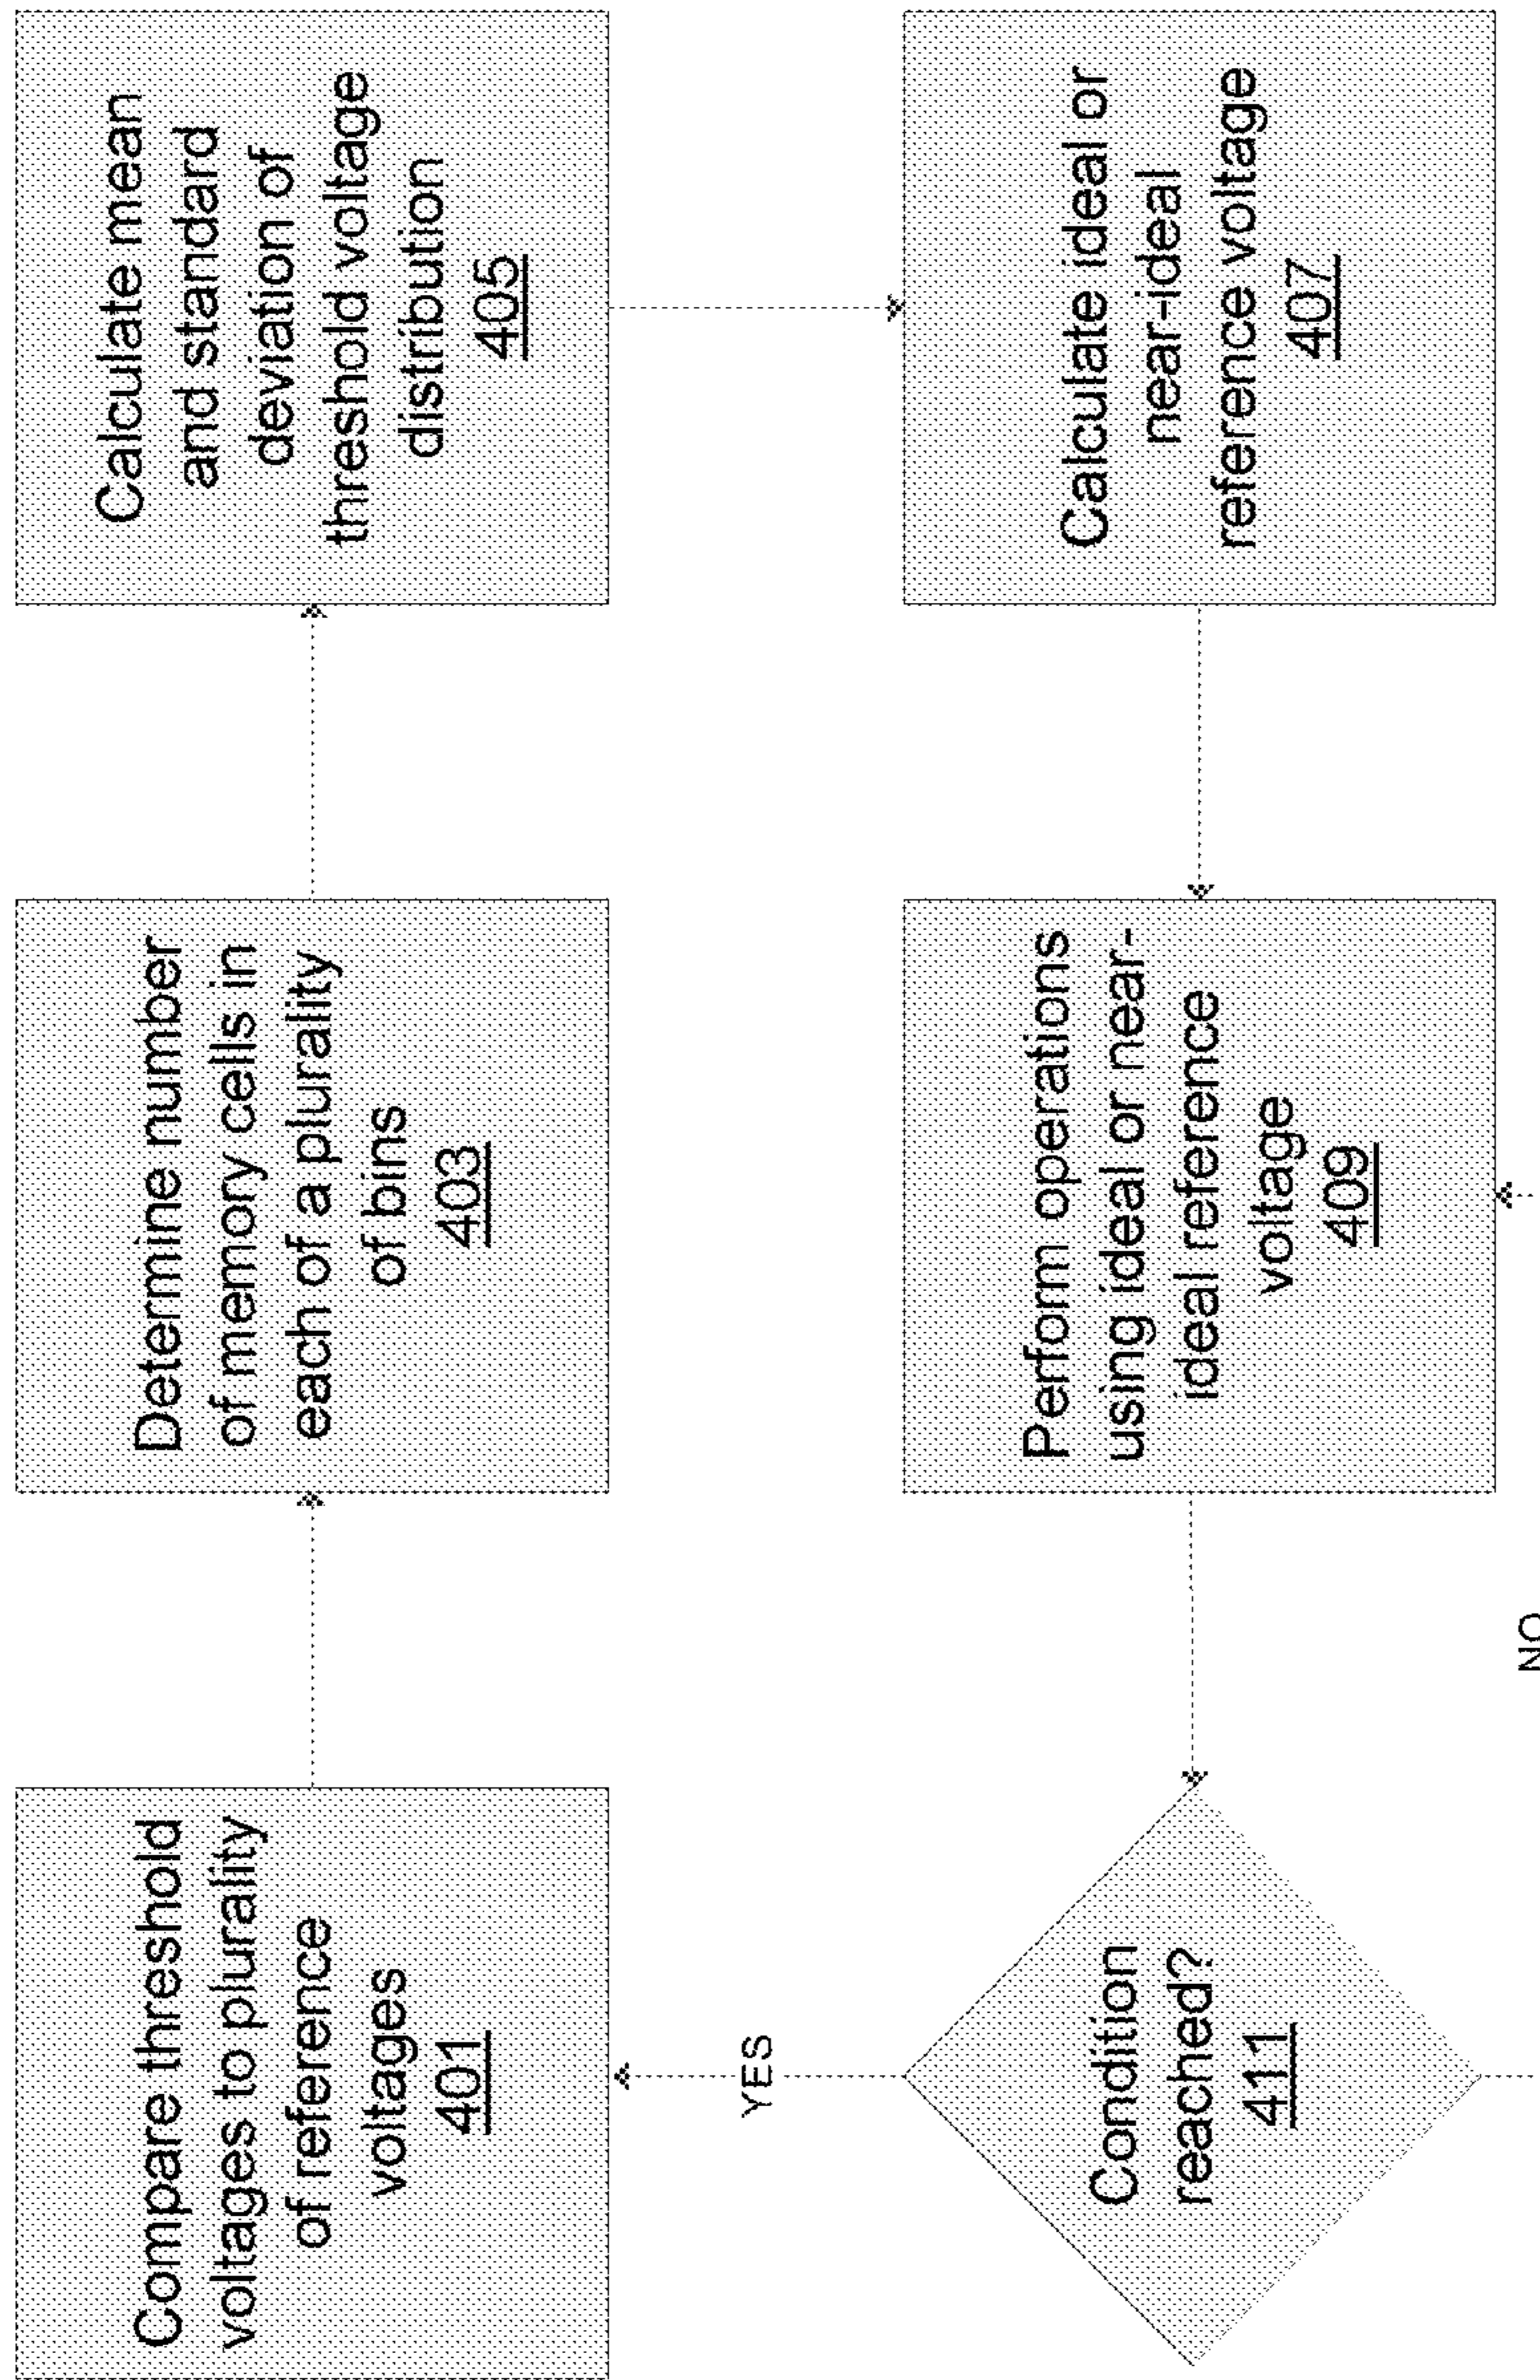 Compare threshold
voltages to plurality
of reference
voltages
401
Determine number
of memory cells in
each of a plurality
of bins
403
Calculate mean
and standard
deviation of
threshold voltage
distribution
405
Calculate ideal or
near-ideal
reference voltage
407
Perform operations
using ideal or near-
ideal reference
voltage
409
Condition
reached?
411
YES
NO